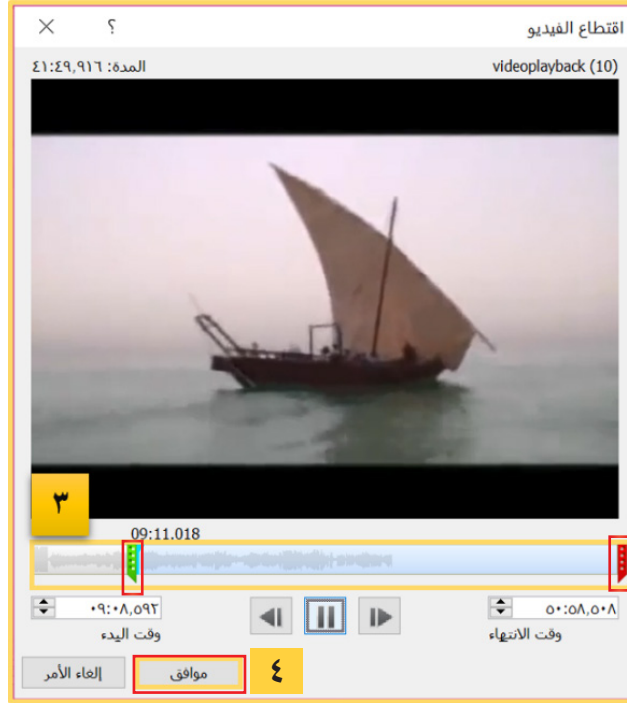 اقتطاع الفيديو
؟
videoplayback (10)
المدة: ٤١:٤٩,٩١٦
٣
09:11.018
٠٩:٠٨,٥٩٢
٥٠:٥٨,٥٠٨
وقت اليدء
وقت الانتهاء
٤
موافق
إلغاء الأمر